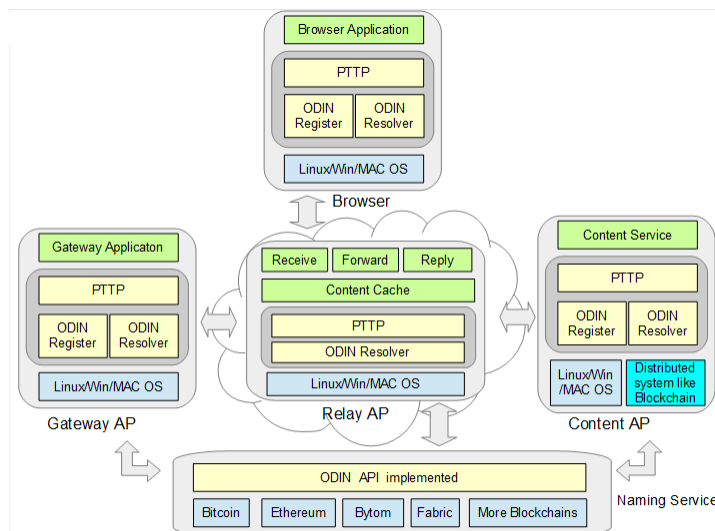 Browser Application
PTTP
ODIN
Register
ODIN
Resolver
Linux/Win/MAC OS
Browser
Gateway Applicaton
PTTP
ODIN
Register
ODIN
Resolver
Linux/Win/MAC OS
Gateway AP
Receive
Forward
Reply
Content Cache
PTTP
ODIN Resolver
Linux/Win/MAC OS
Relay AP
Content Service
PTTP
ODIN
Register
ODIN
Resolver
Linux/Win
/MAC OS
Distributed
system like
Blockchain
Content AP
ODIN API implemented
Bitcoin
Ethereum
Bytom
Fabric
More Blockchains
Naming Service